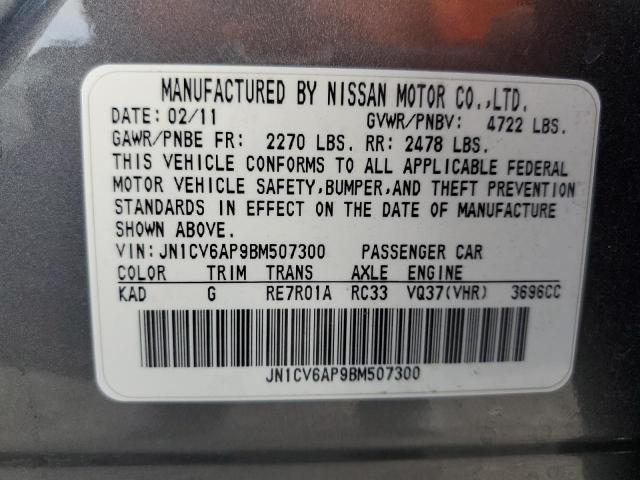 MANUFACTURED BY NISSAN MOTOR CO.,LTD.
DATE: 02/11 GVWR/PNBV: 4722 LBS.
GAWR/PNBE FR: 2270 LBS. RR: 2478 LBS.
THIS VEHICLE CONFORMS TO ALL APPLICABLE FEDERAL
MOTOR VEHICLE SAFETY,BUMPER,AND THEFT PREVENTION
STANDARDS IN EFFECT ON THE DATE OF MANUFACTURE
SHOWN ABOVE.
VIN:JN1CV6AP9BM507300 PASSENGER CAR
COLOR TRIM TRANS AXLE ENGINE
KAD G RE7R01A RC33 VQ37(VHR) 3696CC
JN1CV6AP9BM507300